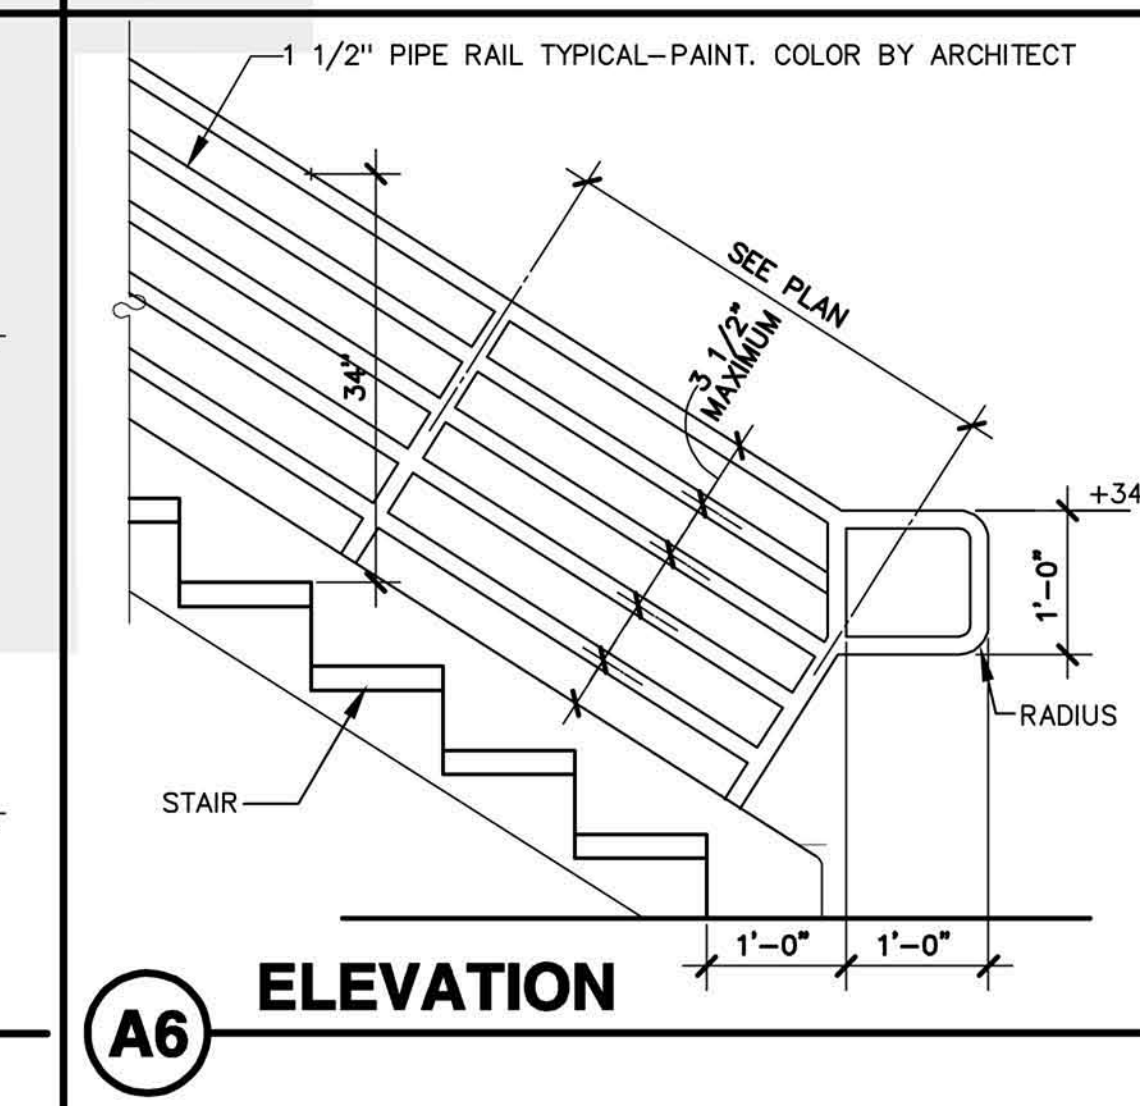 1 1/2" PIPE RAIL TYPICAL-PAINT. COLOR BY ARCHITECT
SEE PLAN
3 1/2"
MAXIMUM
34"
+34
1'-0"
RADIUS
STAIR
1'-0"
1'-0"
ELEVATION
A6